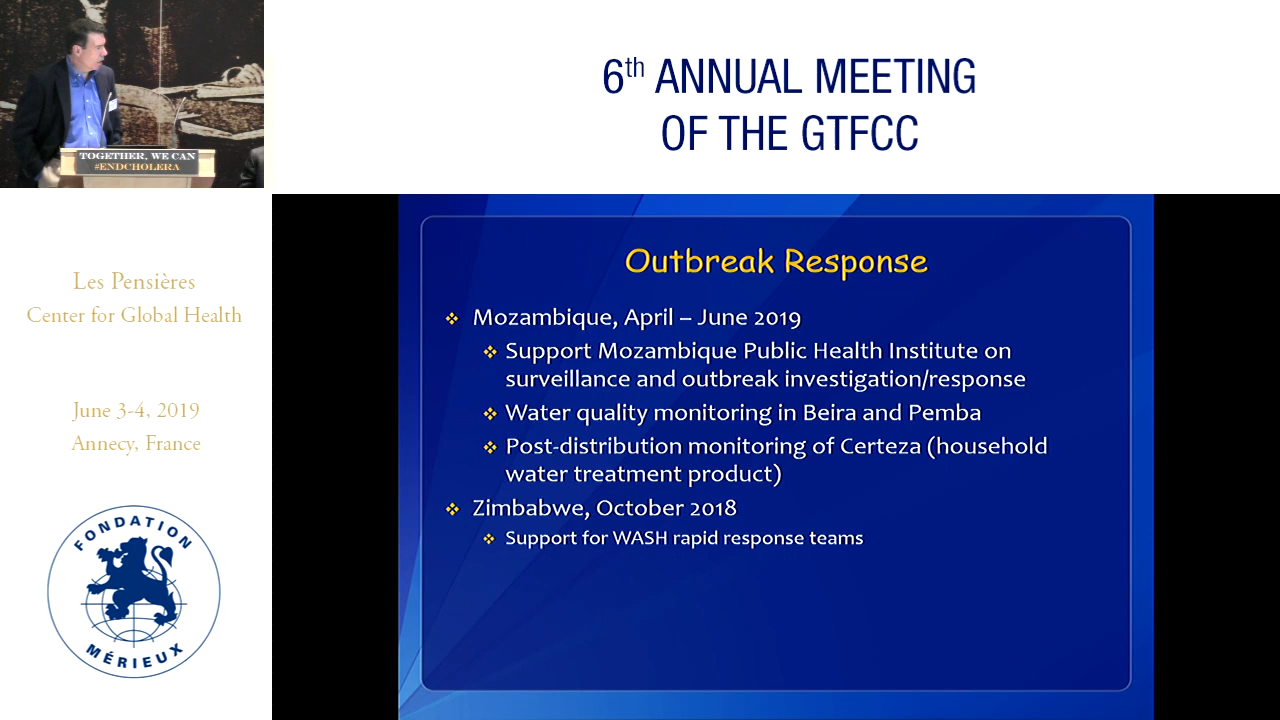 6th ANNUAL MEETING
OF THE GTFCC
TOGETHER, WE CAN
#ENDCHOLERA
Les Pensières
Center for Global Health
June 3-4, 2019
Annecy, France
FONDATION
MÉRIEUX
Outbreak Response
❖ Mozambique, April – June 2019
❖ Support Mozambique Public Health Institute on
surveillance and outbreak investigation/response
❖ Water quality monitoring in Beira and Pemba
❖ Post-distribution monitoring of Certeza (household
water treatment product)
❖ Zimbabwe, October 2018
❖ Support for WASH rapid response teams